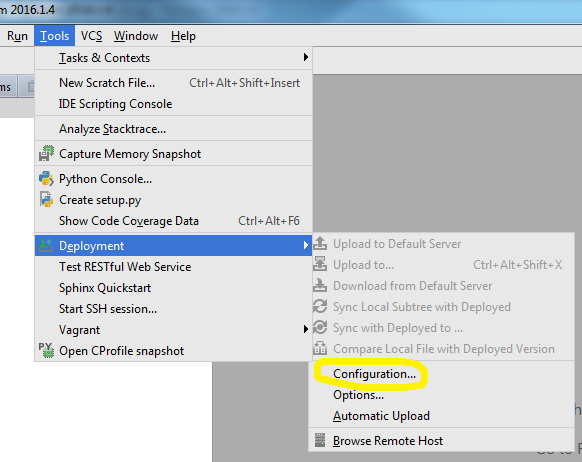 m 2016.1.4
Run Tools VCS Window Help
Tasks & Contexts
ms
New Scratch File... Ctrl+Alt+Shift+Insert
IDE Scripting Console
Analyze Stacktrace...
Capture Memory Snapshot
Python Console...
Create setup.py
Show Code Coverage Data Ctrl+Alt+F6
Deployment
Upload to Default Server
Test RESTful Web Service
Upload to... Ctrl+Alt+Shift+X
Sphinx Quickstart
Download from Default Server
Start SSH session...
Sync Local Subtree with Deployed
Vagrant
Sync with Deployed to ...
Open CProfile snapshot
Compare Local File with Deployed Version
Configuration...
Options...
Automatic Upload
Browse Remote Host